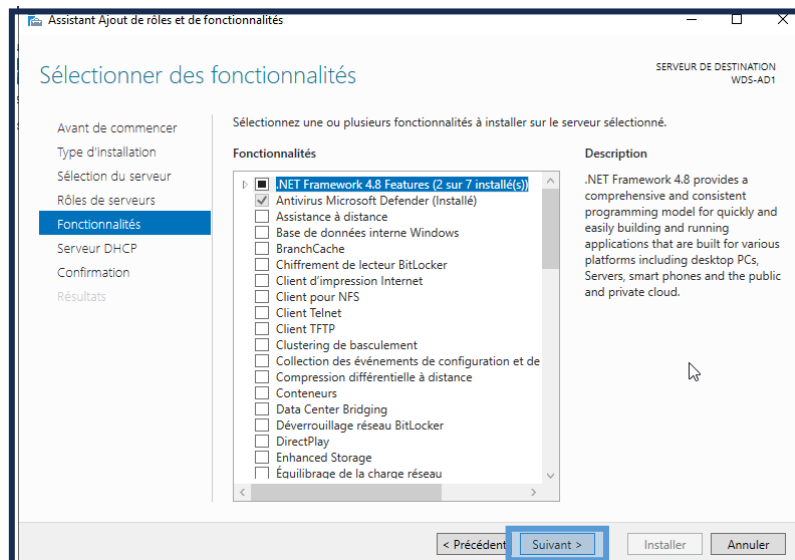 Assistant Ajout de rôles et de fonctionnalités
Sélectionner des fonctionnalités
SERVEUR DE DESTINATION
WDS-AD1
Avant de commencer
Type d'installation
Sélection du serveur
Rôles de serveurs
Fonctionnalités
Serveur DHCP
Confirmation
Résultats
Sélectionnez une ou plusieurs fonctionnalités à installer sur le serveur sélectionné.
Fonctionnalités
.NET Framework 4.8 Features (2 sur 7 installé(s))
Antivirus Microsoft Defender (Installé)
Assistance à distance
Base de données interne Windows
BranchCache
Chiffrement de lecteur BitLocker
Client d'impression Internet
Client pour NFS
Client Telnet
Client TFTP
Clustering de basculement
Collection des événements de configuration et de
Compression différentielle à distance
Conteneurs
Data Center Bridging
Déverrouillage réseau BitLocker
DirectPlay
Enhanced Storage
Équilibrage de la charge réseau
Description
.NET Framework 4.8 provides a
comprehensive and consistent
programming model for quickly and
easily building and running
applications that are built for various
platforms including desktop PCs,
Servers, smart phones and the public
and private cloud.
< Précédent
Suivant >
Installer
Annuler